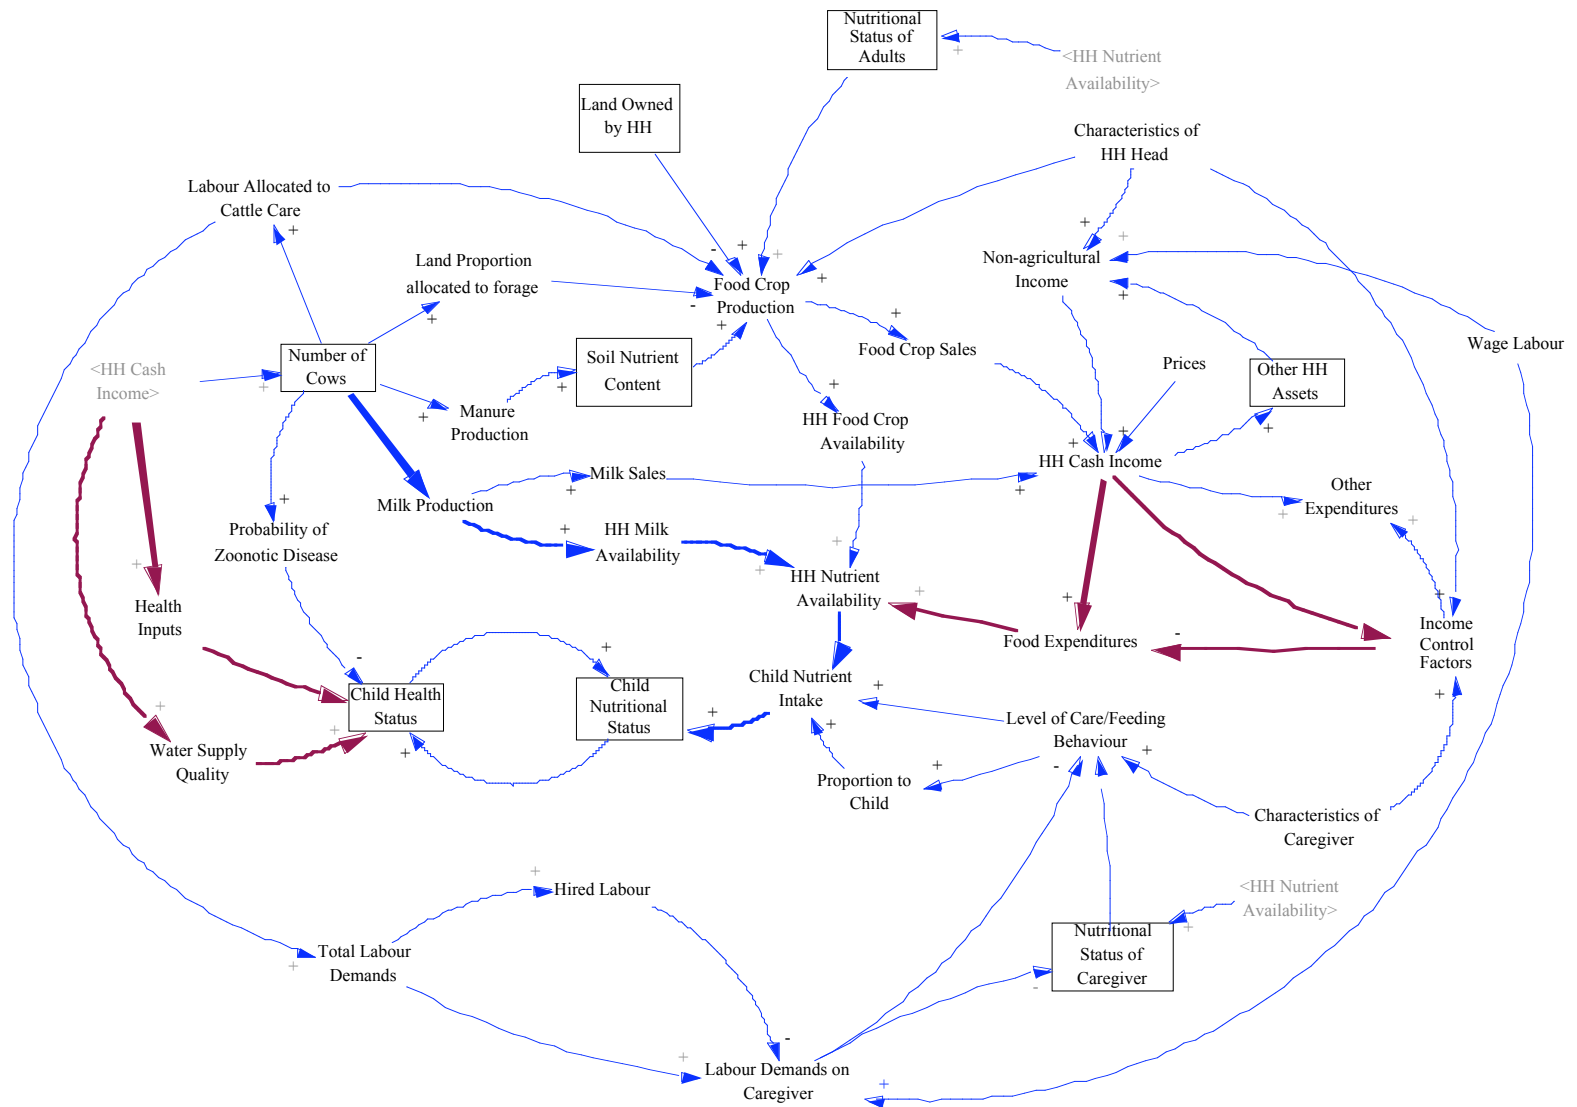 Nutritional
Status of
Adults
<HH Nutrient
Availability>
Land Owned
by HH
Characteristics of
HH Head
Labour Allocated to
Cattle Care
Land Proportion
allocated to forage
Food Crop
Production
Non-agricultural
Income
Wage Labour
<HH Cash
Income>
Number of
Cows
Soil Nutrient
Content
Food Crop Sales
Prices
Other HH
Assets
Manure
Production
HH Food Crop
Availability
HH Cash Income
Milk Sales
Milk Production
Other
Expenditures
Probability of
Zoonotic Disease
HH Milk
Availability
HH Nutrient
Availability
Health
Inputs
Food Expenditures
Income
Control
Factors
Child Health
Status
Child
Nutritional
Status
Child Nutrient
Intake
Level of Care/Feeding
Behaviour
Water Supply
Quality
Proportion to
Child
Characteristics of
Caregiver
Hired Labour
<HH Nutrient
Availability>
Total Labour
Demands
Nutritional
Status of
Caregiver
Labour Demands on
Caregiver